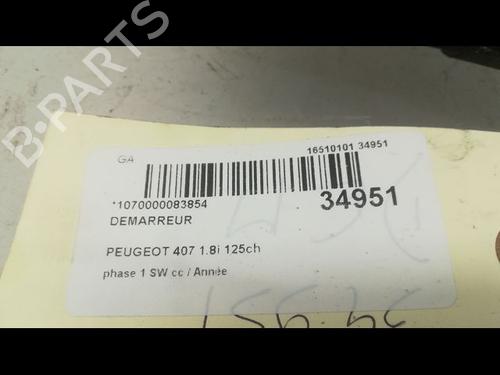 B-PARTS
GA
16510101 34951
*1070000083854
34951
DEMARREUR
PEUGEOT 407 1.8i 125ch
phase 1 SW cc / Année